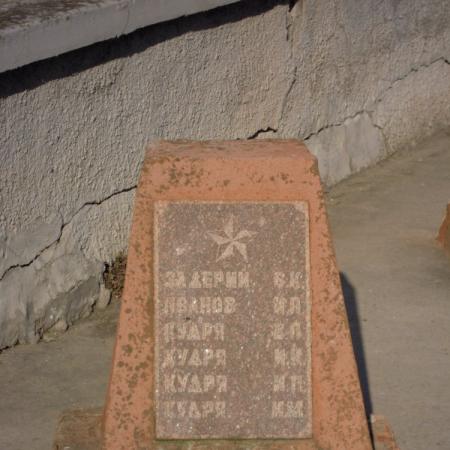 ЗАДЕРИЙ В.К.
ИВАНОВ И.Л.
КУДРЯ
КУДРЯ И.К.
КУДРЯ И.П.
КУДРЯ И.М.